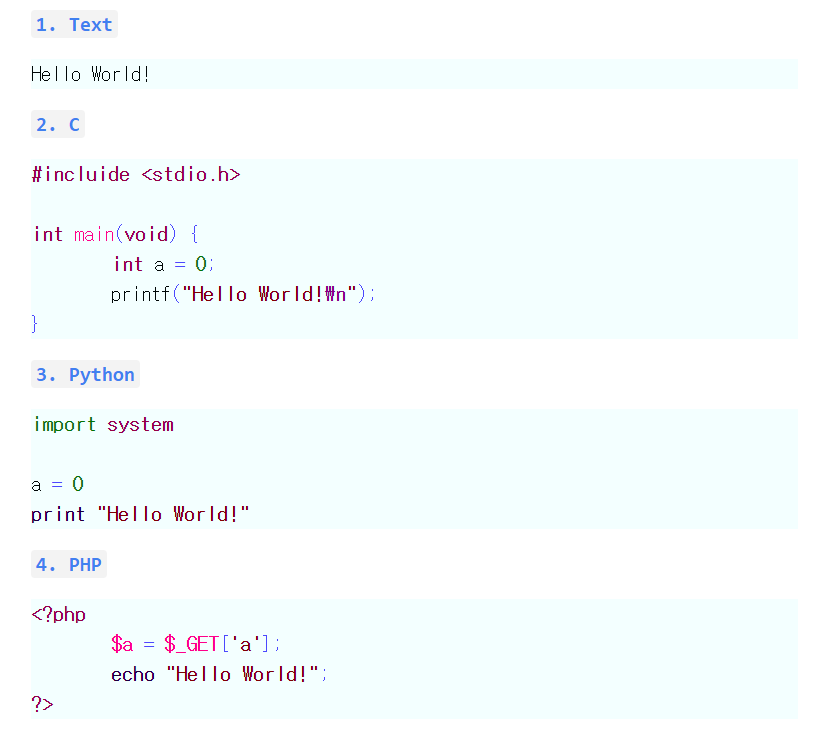 1. Text
Hello World!
2. C
#incluide <stdio.h>
int main(void) {
int a = 0;
printf("Hello World!₩n");
}
3. Python
import system
a = 0
print "Hello World!"
4. PHP
<?php
$a = $_GET['a'];
echo "Hello World!";
?>